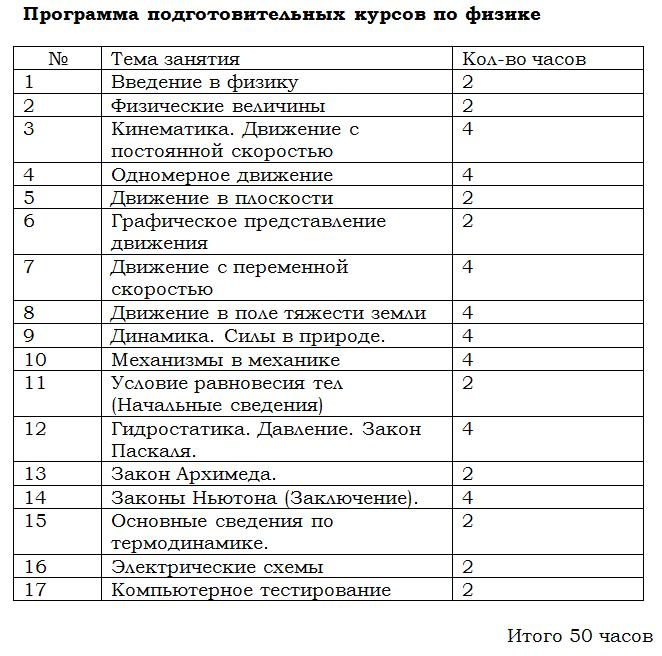 Программа подготовительных курсов по физике
№ Тема занятия Кол-во часов
1 Введение в физику 2
2 Физические величины 2
3 Кинематика. Движение с 4
постоянной скоростью
4 Одномерное движение 4
5 Движение в плоскости 2
6 Графическое представление 2
движения
7 Движение с переменной 4
скоростью
8 Движение в поле тяжести земли 4
9 Динамика. Силы в природе. 4
10 Механизмы в механике 4
11 Условие равновесия тел 2
(Начальные сведения)
12 Гидростатика. Давление. Закон 4
Паскаля.
13 Закон Архимеда. 2
14 Законы Ньютона (Заключение). 4
15 Основные сведения по 2
термодинамике.
16 Электрические схемы 2
17 Компьютерное тестирование 2
Итого 50 часов